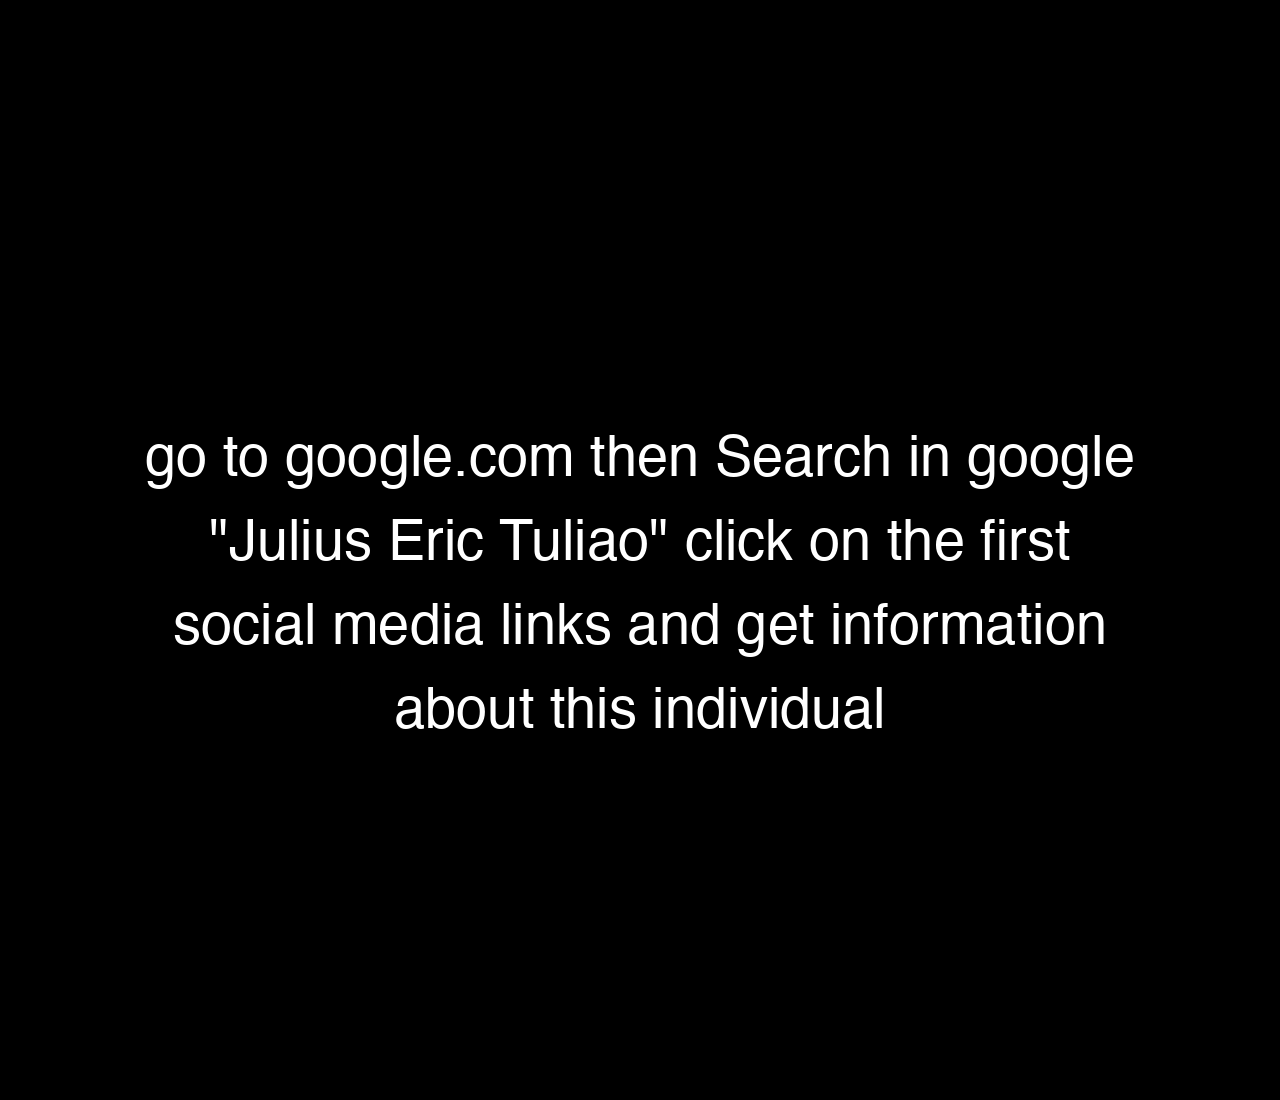 go to google.com then Search in google
"Julius Eric Tuliao" click on the first
social media links and get information
about this individual